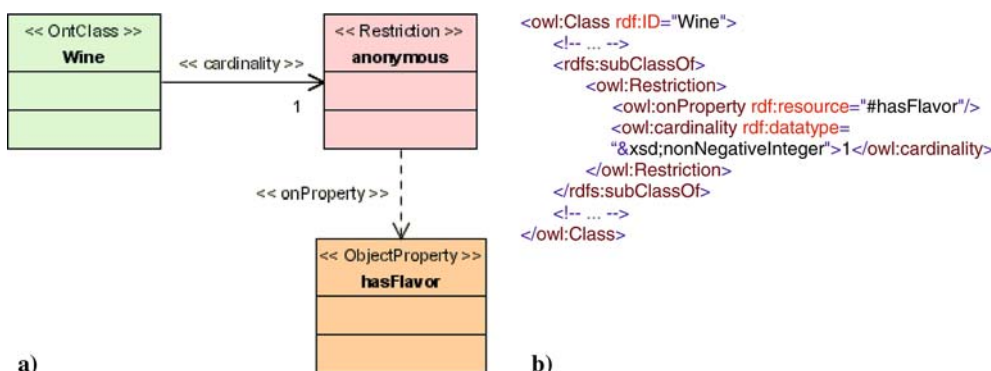 << OntClass >>
Wine
<< cardinality >>
1
<< Restriction >>
anonymous
<< onProperty >>
<< ObjectProperty >>
hasFlavor
a)
<owl:Class rdf:ID="Wine">
<!-- ... -->
<rdfs:subClassOf>
<owl:Restriction>
<owl:onProperty rdf:resource="#hasFlavor"/>
<owl:cardinality rdf:datatype=
"&xsd;nonNegativeInteger">1</owl:cardinality>
</owl:Restriction>
</rdfs:subClassOf>
<!-- ... -->
</owl:Class>
b)